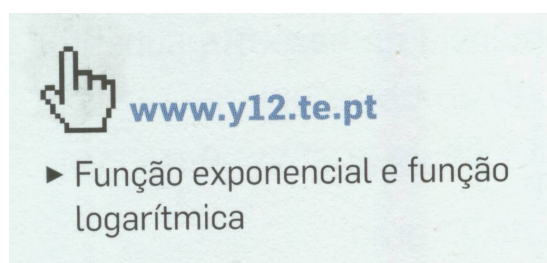 www.y12.te.pt
► Função exponencial e função
logarítmica